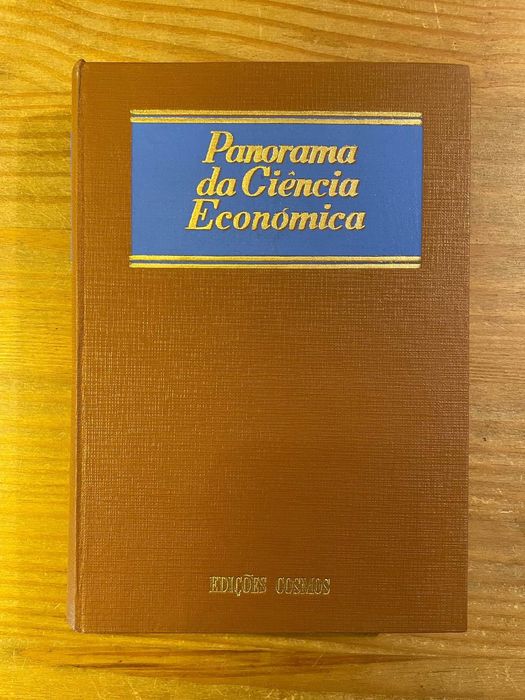 Panorama
da Ciência
Económica
EDIÇÕES COSMOS